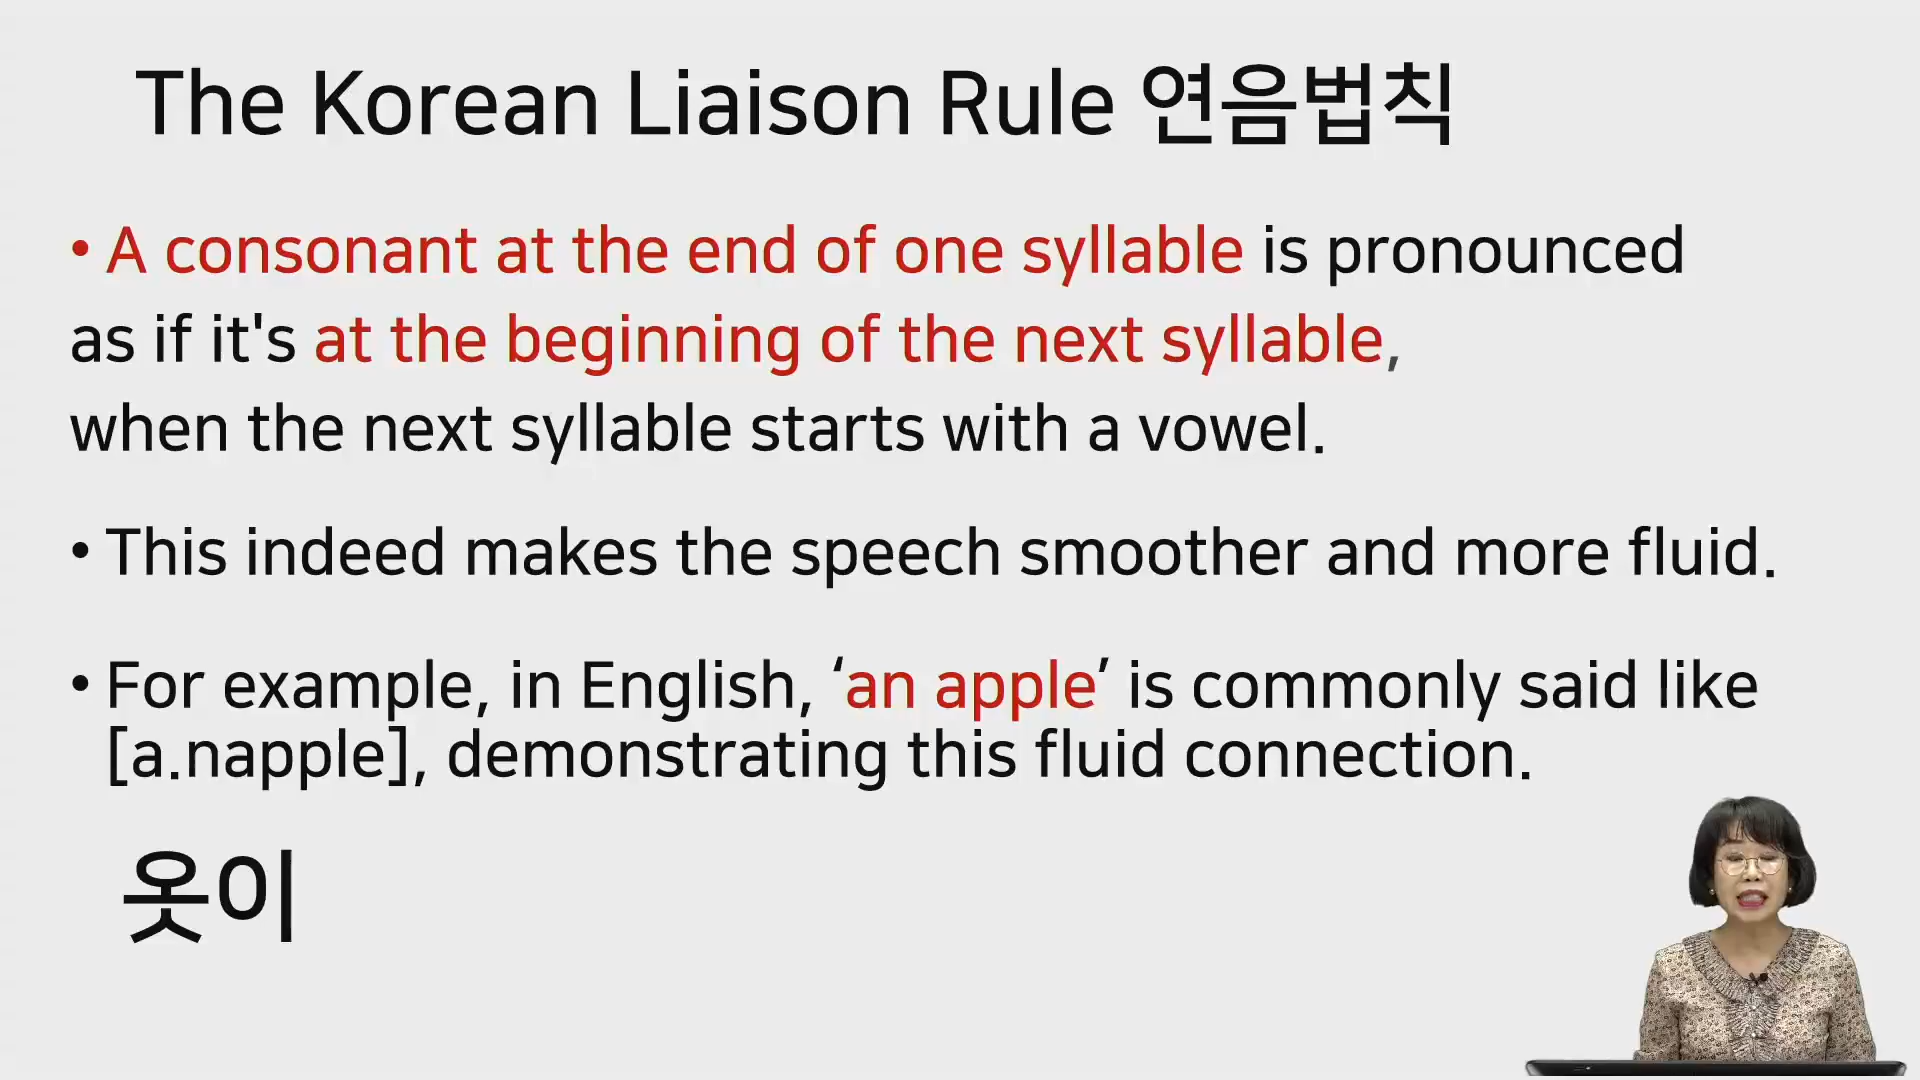 The Korean Liaison Rule 연음법칙
• A consonant at the end of one syllable is pronounced
as if it's at the beginning of the next syllable,
when the next syllable starts with a vowel.
• This indeed makes the speech smoother and more fluid.
• For example, in English, ‘an apple’ is commonly said like
[a.napple], demonstrating this fluid connection.
옷이